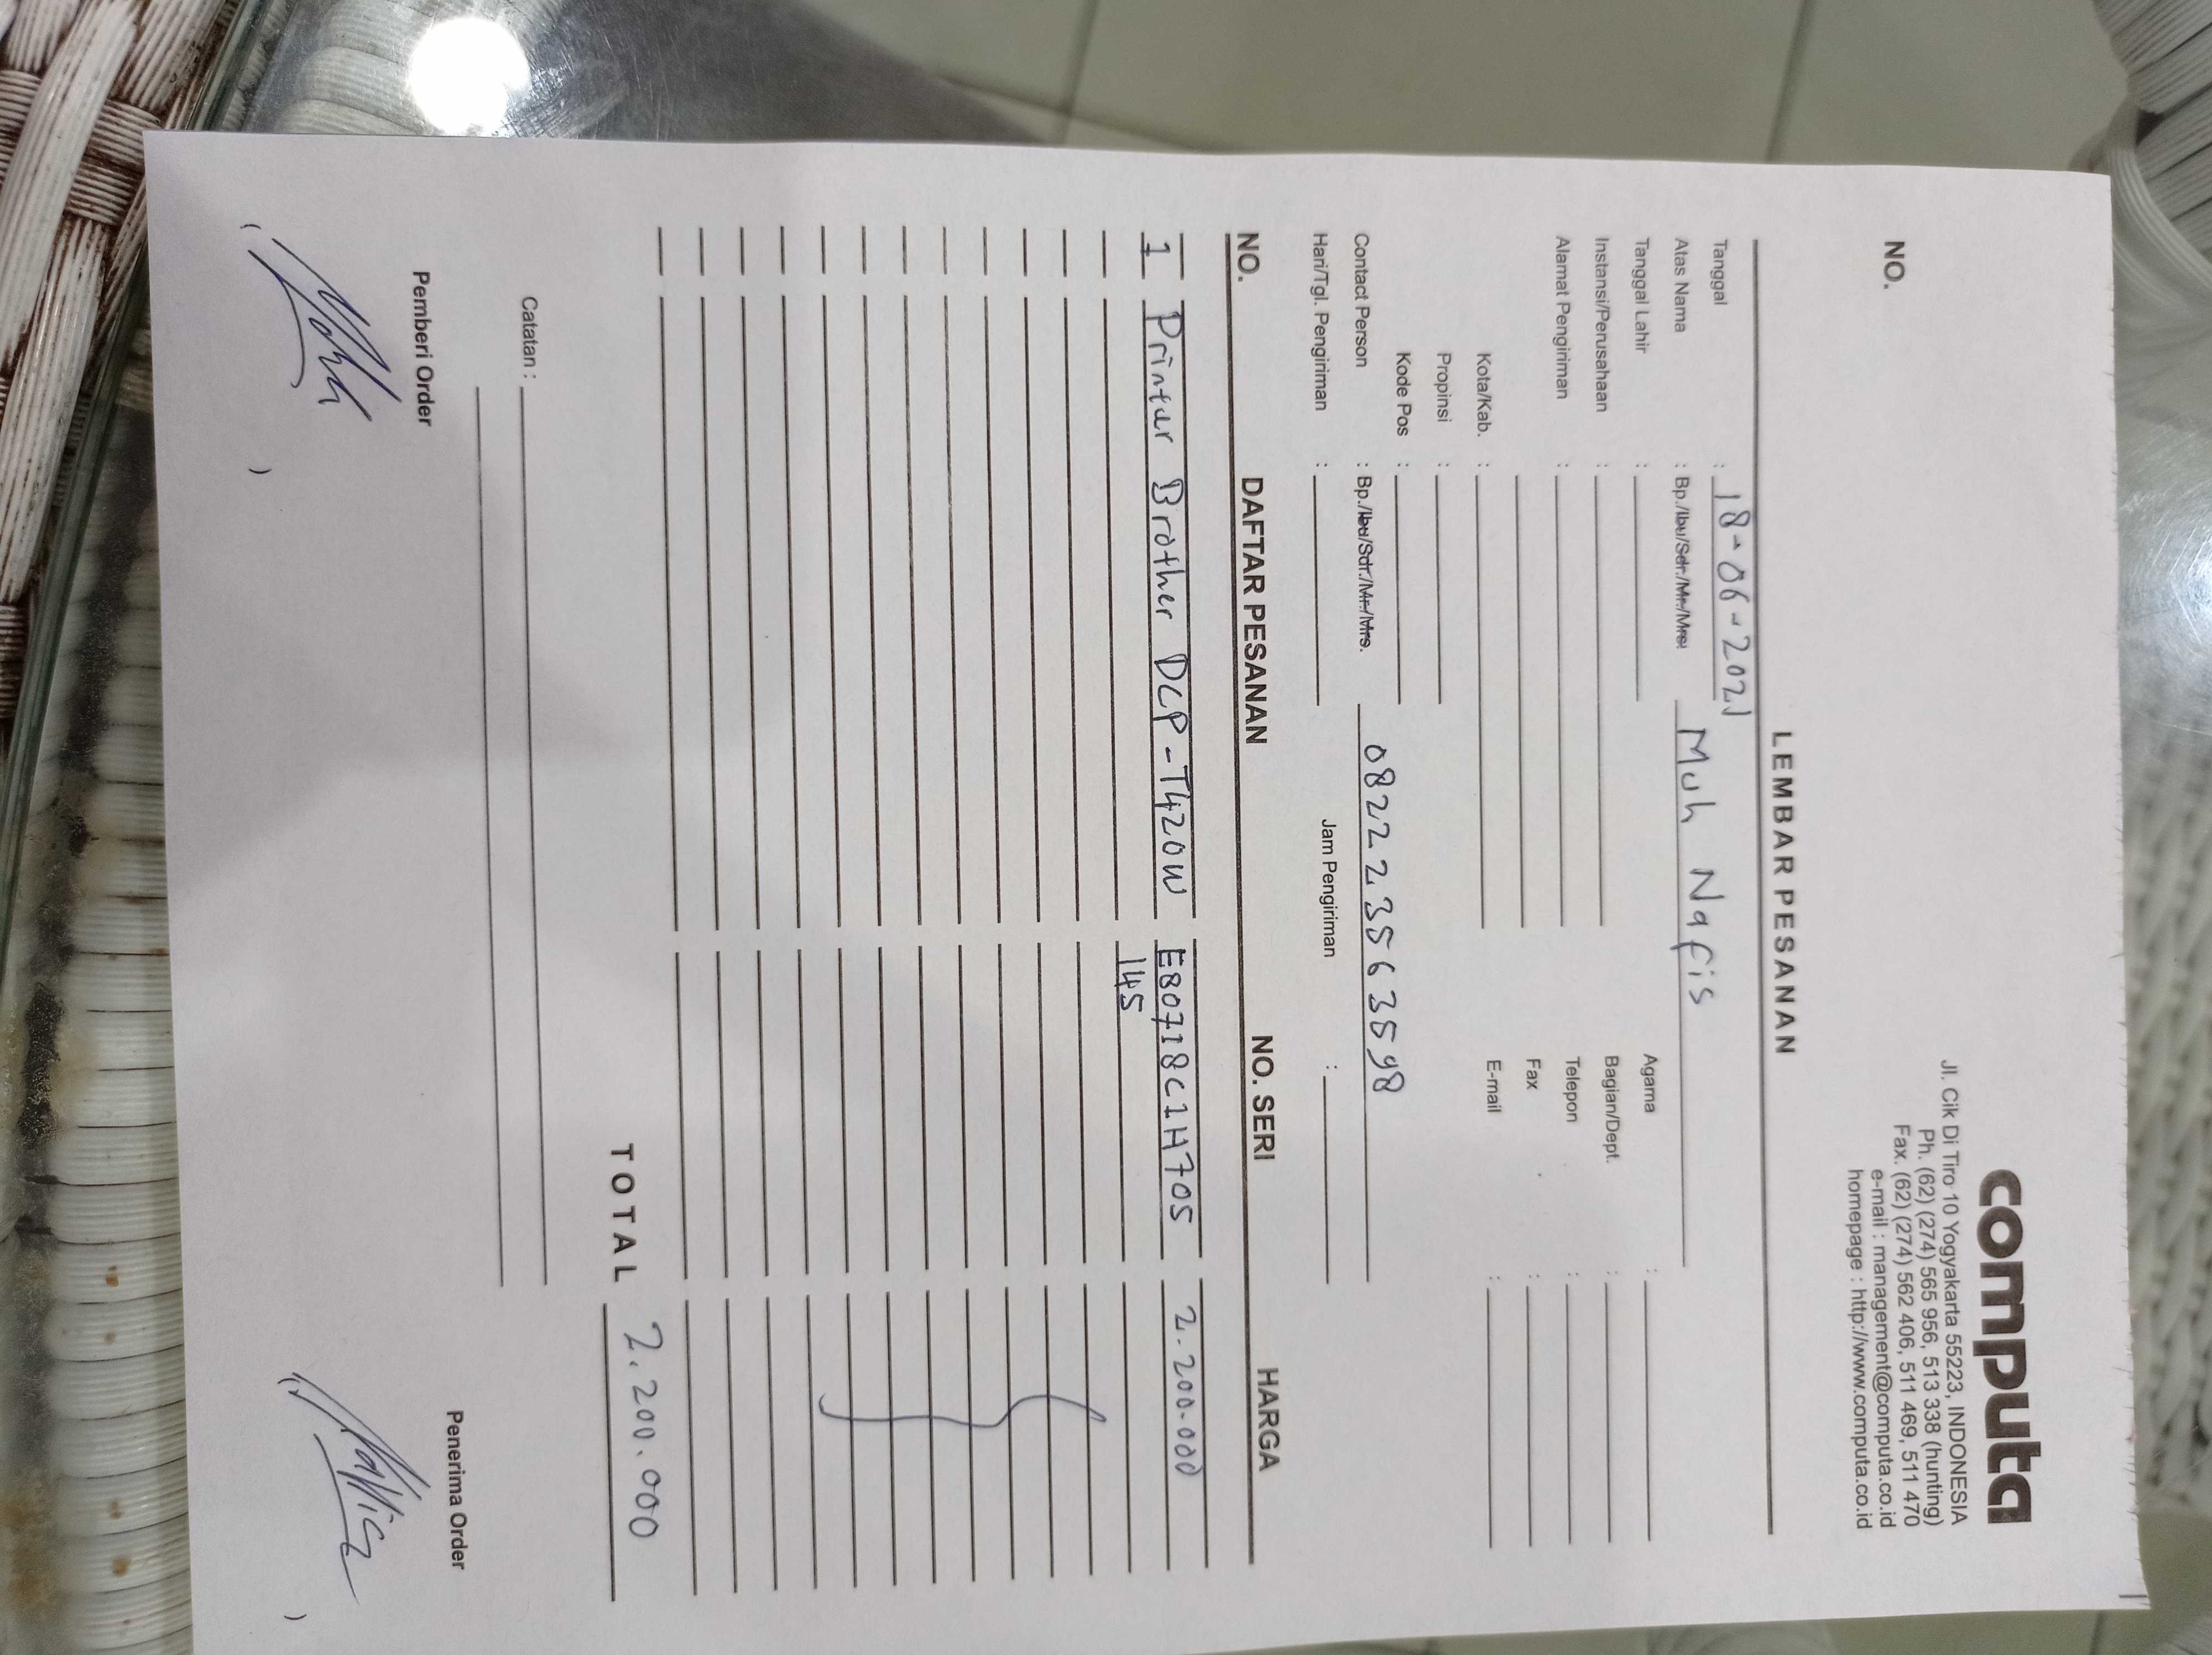 computa
Jl. Cik Di Tiro 10 Yogyakarta 55223, INDONESIA
Ph. (62) (274) 565 956, 513 338 (hunting)
Fax. (62) (274) 562 406, 511 469, 511 470
e-mail : management@computa.co.id
homepage : http://www.computa.co.id
NO.
LEMBAR PESANAN
Tanggal : 18-06-2021
Atas Nama : Bp./Ibu/Sdr./Mr./Mrs. Muh Nafis
Tanggal Lahir : Agama :
Instansi/Perusahaan : Bagian/Dept. :
Alamat Pengiriman : Telepon :
Fax :
Kota/Kab. : E-mail :
Propinsi :
Kode Pos :
Contact Person : Bp./Ibu/Sdr./Mr./Mrs. 082223563598
Hari/Tgl. Pengiriman : Jam Pengiriman :
NO. DAFTAR PESANAN NO. SERI HARGA
1 Printer Brother DCP-T420W E80718C1H705 2.200.000
145
TOTAL 2.200.000
Catatan :
Pemberi Order Penerima Order